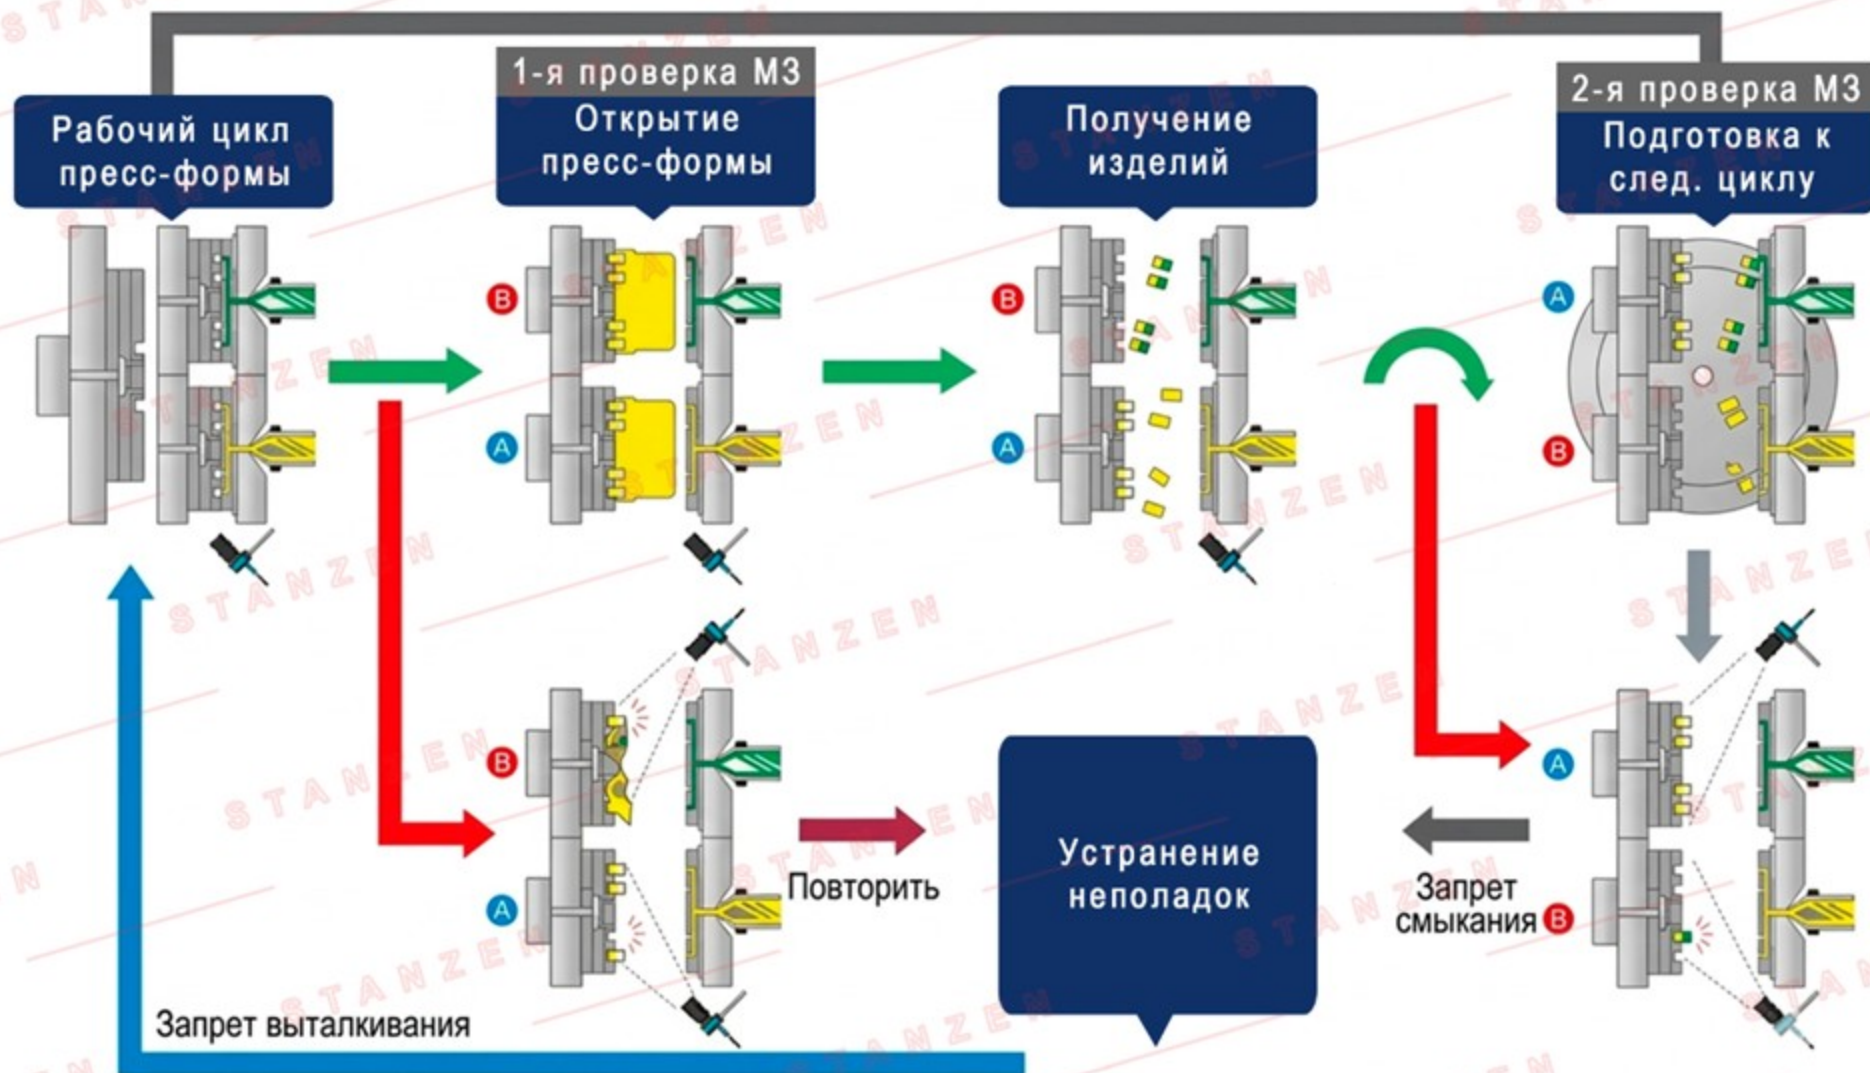 1-я проверка МЗ
Рабочий цикл
пресс-формы
Открытие
пресс-формы
Получение
изделий
2-я проверка МЗ
Подготовка к
след. циклу
B
A
B
A
A
B
B
A
Повторить
Устранение
неполадок
Запрет
смыкания
A
B
Запрет выталкивания
STANZEN